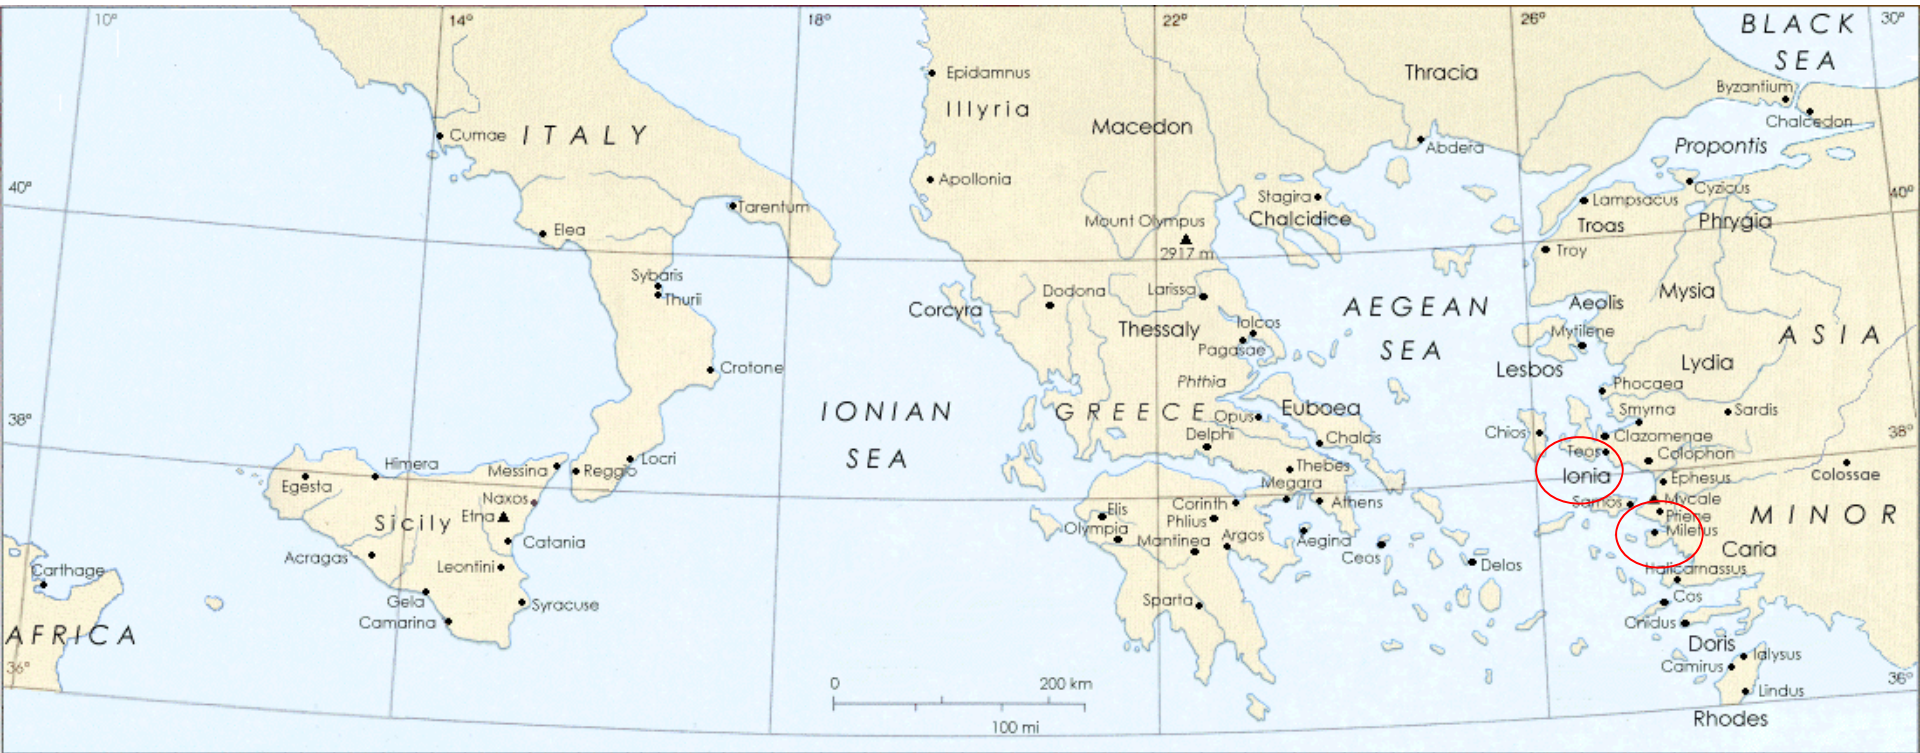 10°
14°
18°
22°
26°
30°
BLACK
SEA
Epidamnus
Illyria
Thracia
Byzantium
Chalcedon
Cumae
ITALY
Macedon
Abdera
Propontis
40°
Apollonia
Stagira
Chalcidice
Cyzicus
Lampsacus
40°
Tarentum
Mount Olympus
2917 m
Troas
Phrygia
Elea
Troy
Sybaris
Thurii
Corcyra
Dodona
Larissa
AEGEAN
SEA
Aeolis
Mysia
Thessaly
Iolcos
Pagasae
Mytilene
ASIA
Crotone
Phthia
Lesbos
Lydia
Phocaea
38°
IONIAN
SEA
GREECE
Opus
Euboea
Smyrna
Sardis
Delphi
Chalcis
Chios
Clazomenae
38°
Teos
Colophon
Himera
Messina
Reggio
Locri
Thebes
Ionia
Ephesus
Colossae
Egesta
Naxos
Megara
Etna
Sicily
Elis
Corinth
Athens
Samos
Mycale
Priene
MINOR
Olympia
Phlius
Miletus
Acragas
Catania
Mantinea
Argos
Aegina
Ceos
Caria
Carthage
Leontini
Delos
Halicarnassus
Gela
Syracuse
Sparta
Cos
Camarina
Cnidus
AFRICA
Doris
Ialysus
Camirus
36°
0
200 km
100 mi
36°
Lindus
Rhodes